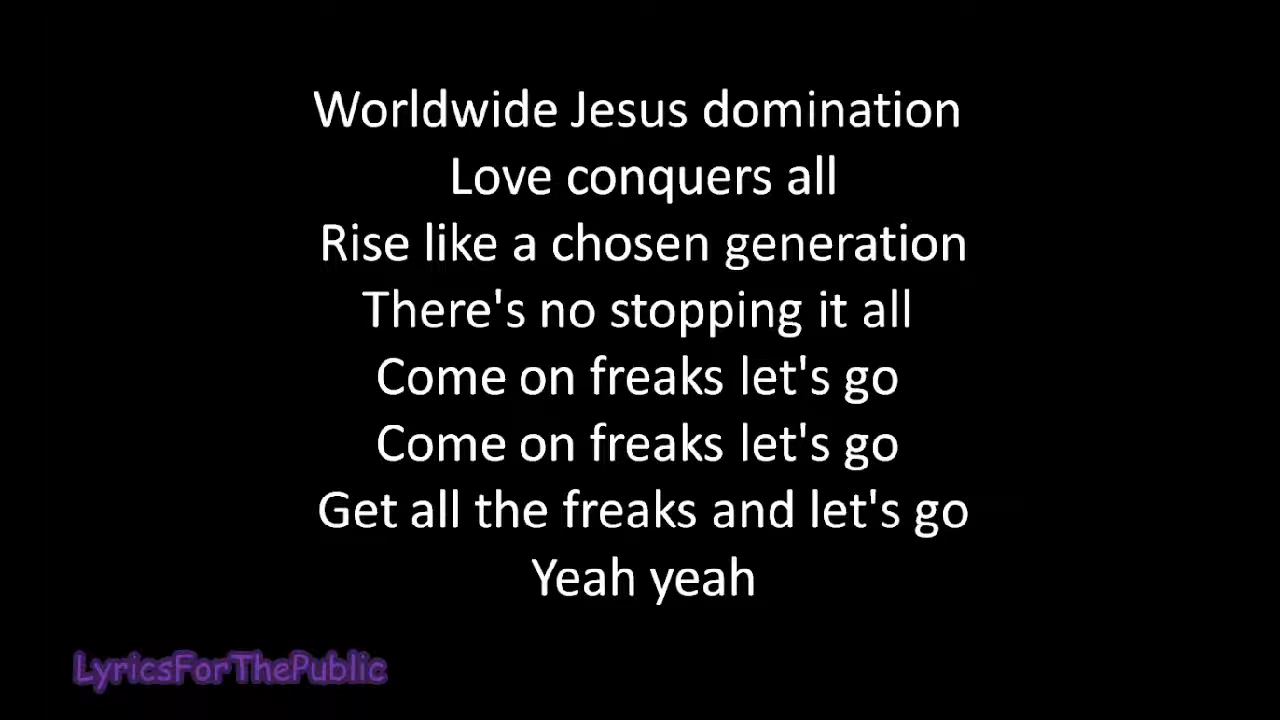 Worldwide Jesus domination
Love conquers all
Rise like a chosen generation
There's no stopping it all
Come on freaks let's go
Come on freaks let's go
Get all the freaks and let's go
Yeah yeah
LyricsForThePublic